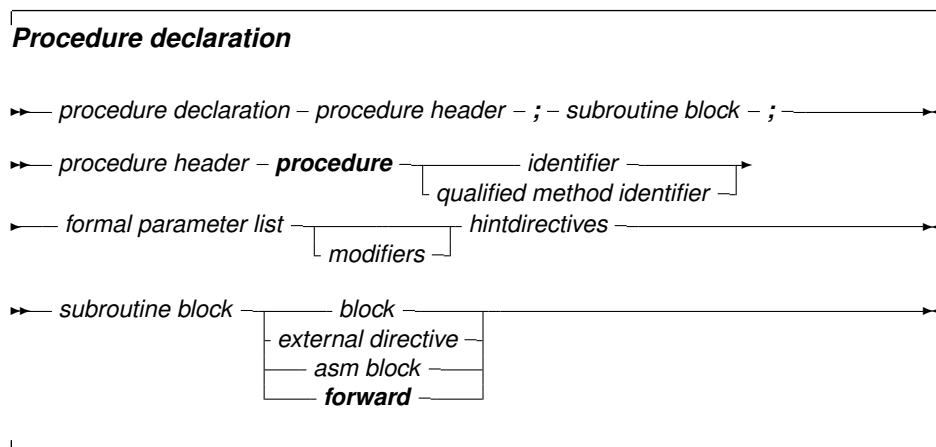 Procedure declaration
procedure declaration procedure header ; subroutine block ;
procedure header procedure identifier
qualified method identifier
formal parameter list hintdirectives
modifiers
subroutine block block
external directive
asm block
forward